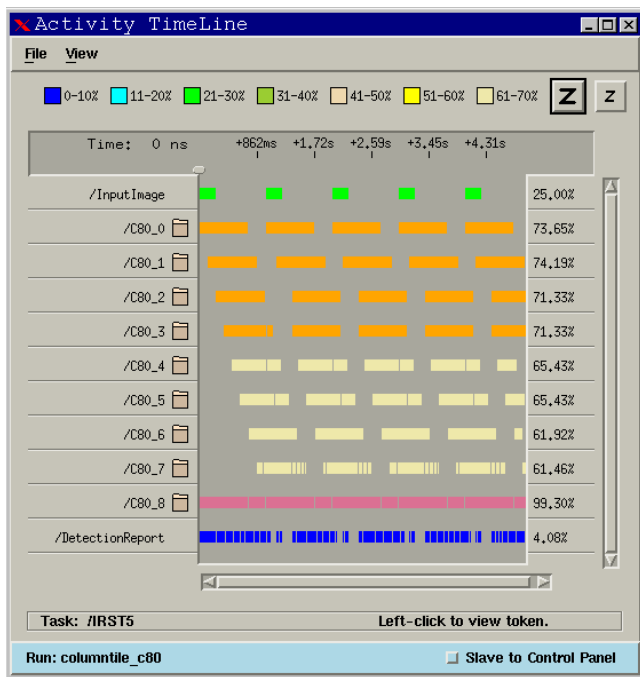 Activity TimeLine
File View
0-10% 11-20% 21-30% 31-40% 41-50% 51-60% 61-70% Z Z
Time: 0 ns +862ms +1.72s +2.59s +3.45s +4.31s
/InputImage 25.00%
/C80_0 73.65%
/C80_1 74.19%
/C80_2 71.33%
/C80_3 71.33%
/C80_4 65.43%
/C80_5 65.43%
/C80_6 61.92%
/C80_7 61.46%
/C80_8 99.30%
/DetectionReport 4.08%
Task: /IRST5 Left-click to view token.
Run: columntile_c80 Slave to Control Panel